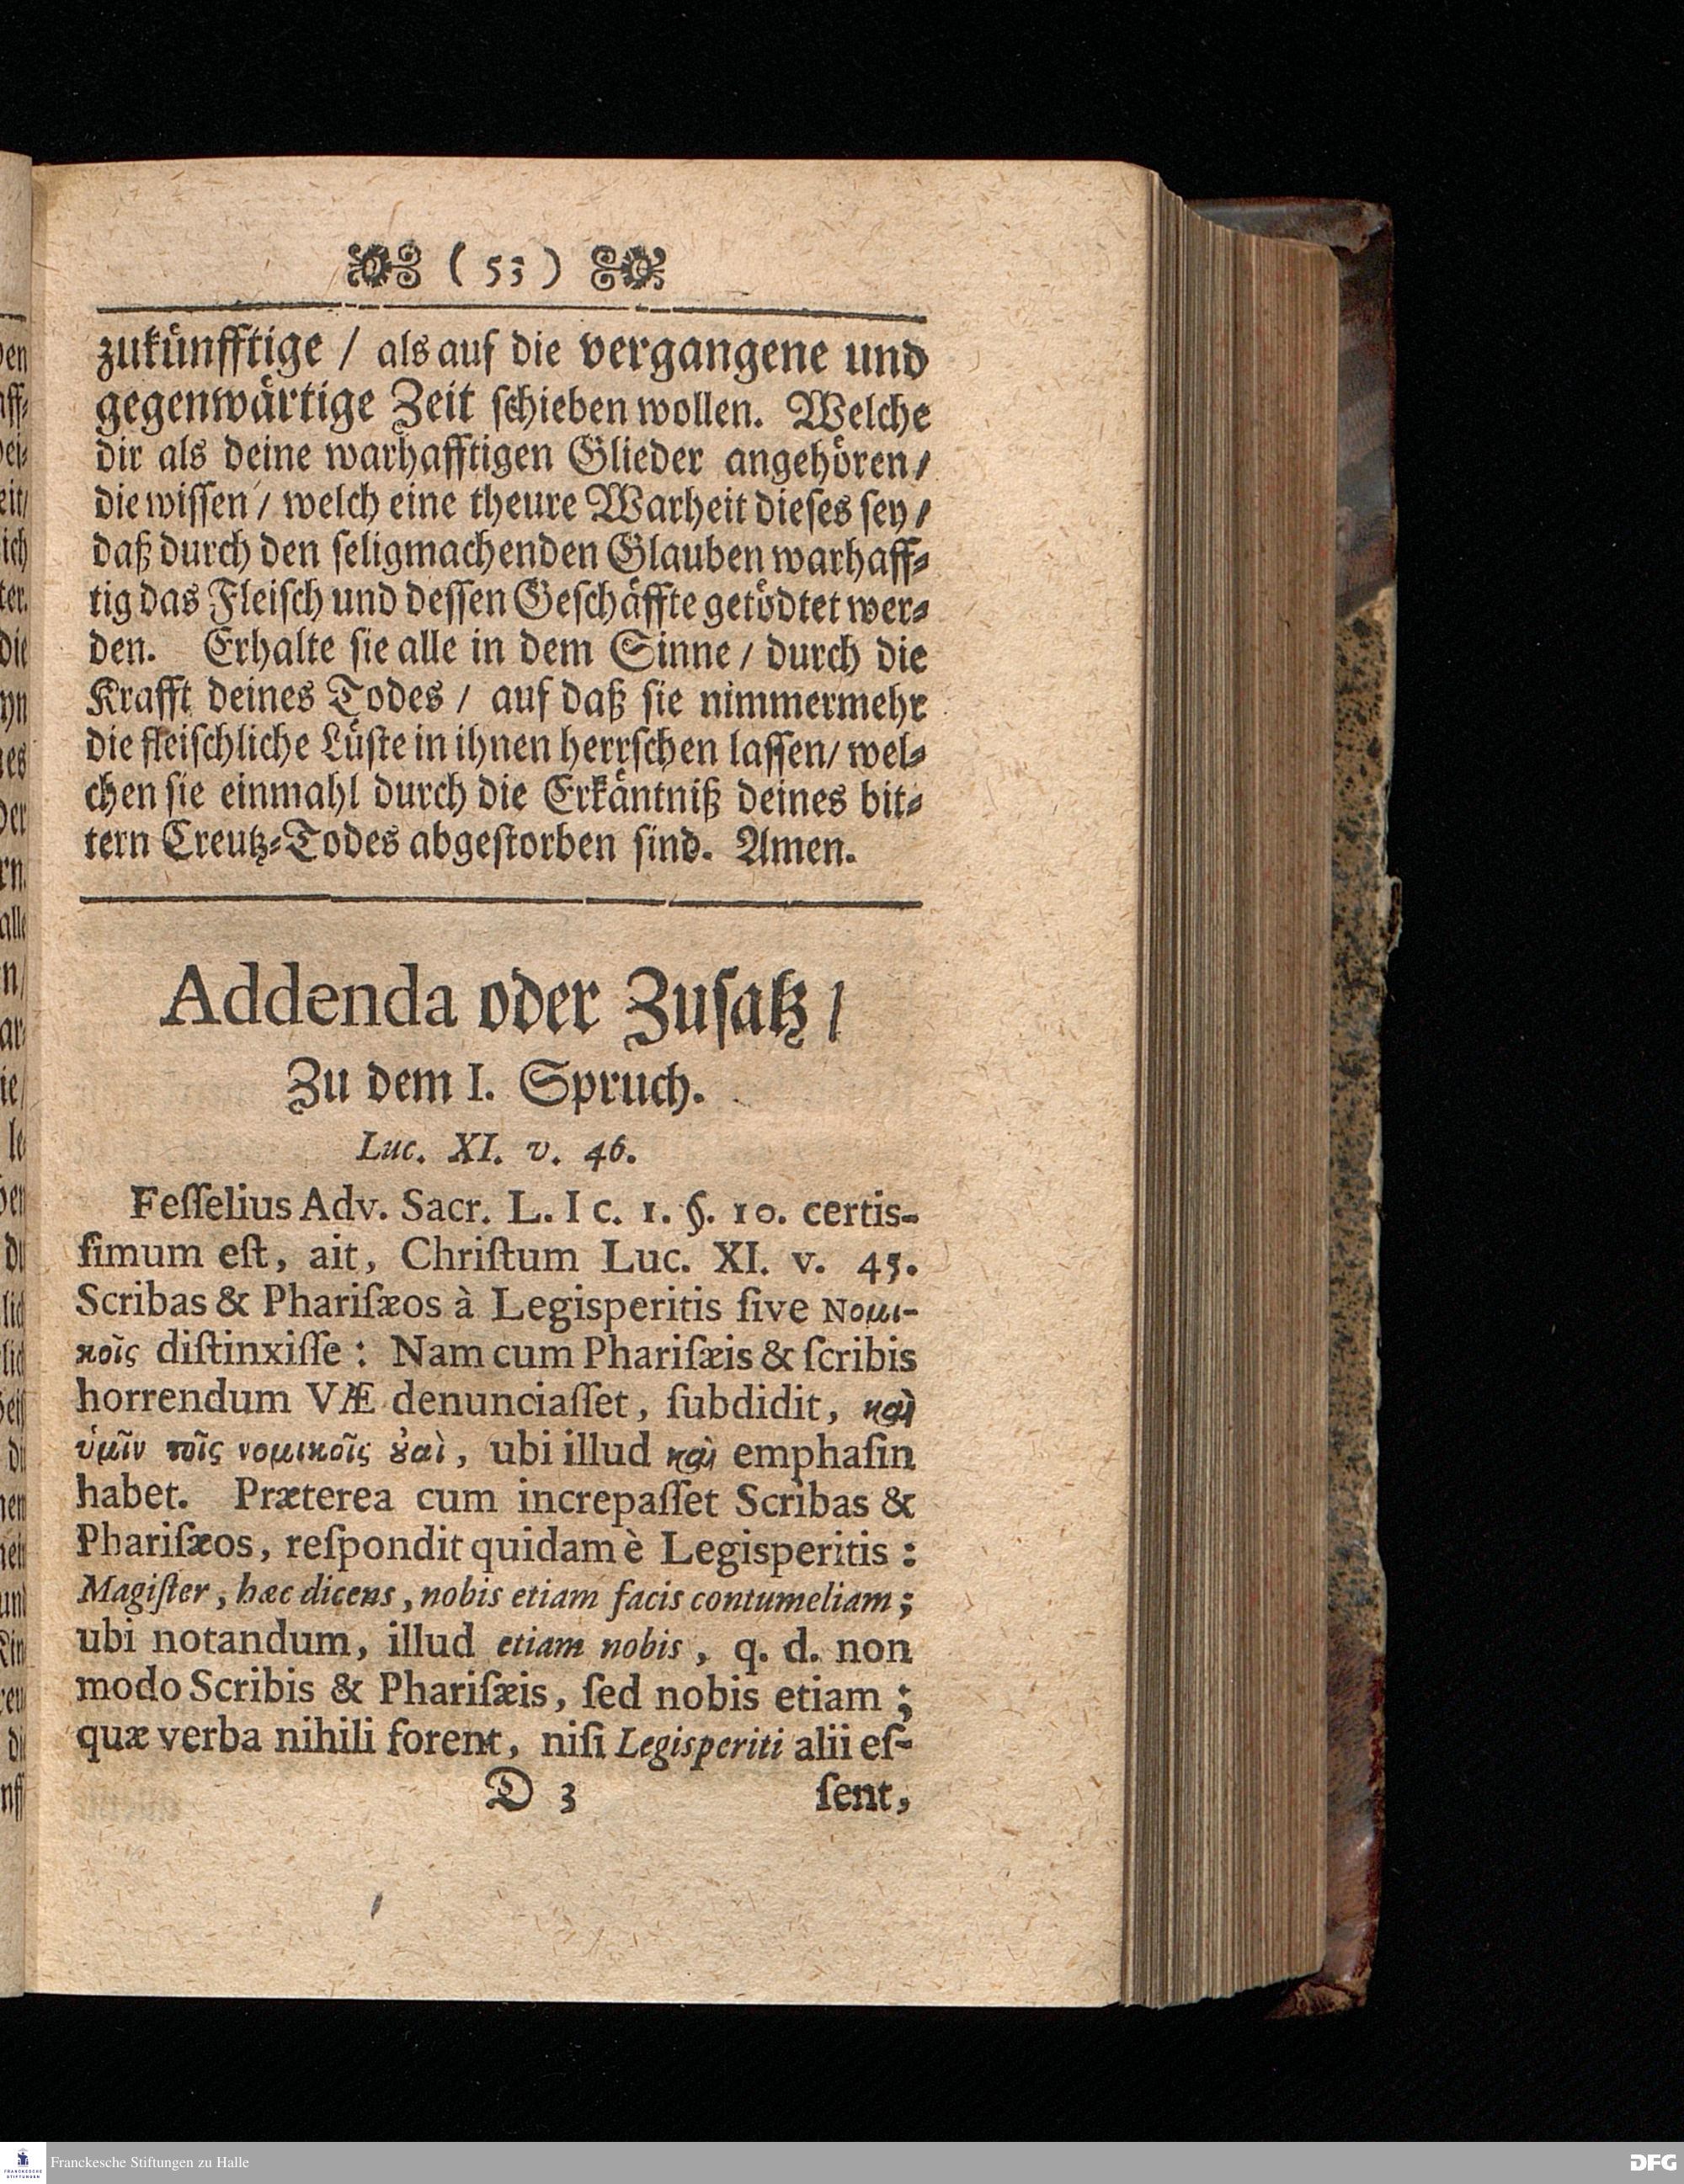 ( 53 )
zukünfftige / als auf die vergangene und
gegenwärtige Zeit ſchieben wollen. Welche
dir als deine warhafftigen Glieder angehören /
die wiſſen / welch eine theure Warheit dieſes ſey /
daß durch den ſeligmachenden Glauben warhaff-
tig das Fleiſch und deſſen Geſchäffte getödtet wer-
den. Erhalte ſie alle in dem Sinne / durch die
Krafft deines Todes / auf daß ſie nimmermehr
die fleiſchliche Lüſte in ihnen herrſchen laſſen / wel-
chen ſie einmahl durch die Erkäntniß deines bit-
tern Creutz-Todes abgeſtorben ſind. Amen.
Addenda oder Zuſatz /
Zu dem I. Spruch.
Luc. XI. v. 46.
Feſſelius Adv. Sacr. L. I c. 1. §. 10. certis-
ſimum eſt, ait, Chriſtum Luc. XI. v. 45.
Scribas & Phariſæos à Legisperitis ſive Νομι-
κοῖς diſtinxiſſe : Nam cum Phariſæis & ſcribis
horrendum VÆ denunciaſſet, ſubdidit, καὶ
ὑμῖν τοῖς νομικοῖς ȣ̓αὶ, ubi illud καὶ emphaſin
habet. Præterea cum increpaſſet Scribas &
Phariſæos, reſpondit quidam è Legisperitis :
Magiſter, hæc dicens, nobis etiam facis contumeliam ;
ubi notandum, illud etiam nobis, q. d. non
modo Scribis & Phariſæis, ſed nobis etiam ;
quæ verba nihili forent, niſi Legisperiti alii eſ-
D 3 ſent,
Franckesche Stiftungen zu Halle
FRANCKESCHE STIFTUNGEN
DFG